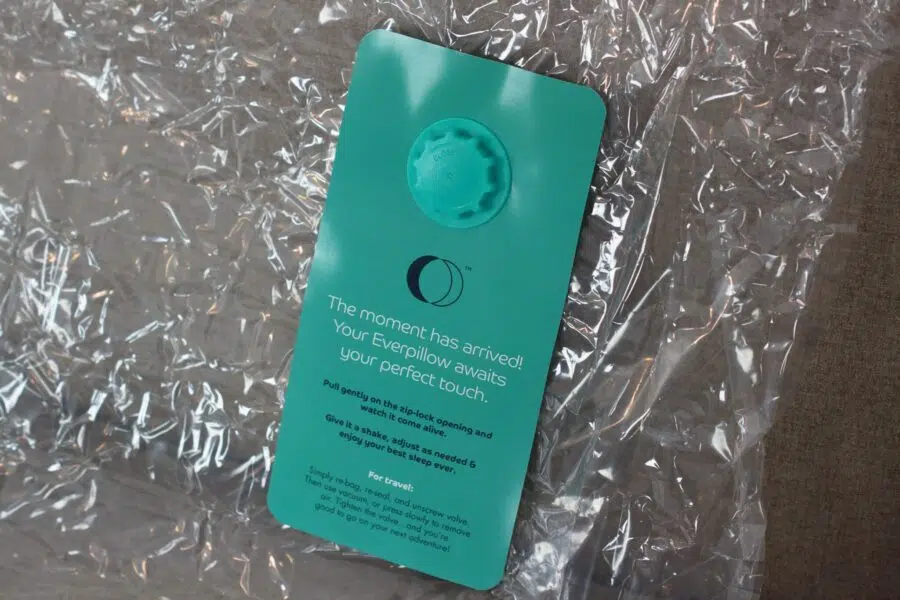 ™
The moment has arrived!
Your Everpillow awaits
your perfect touch.
Pull gently on the zip-lock opening and
watch it come alive.
Give it a shake, adjust as needed &
enjoy your best sleep ever.
For travel:
Simply re-bag, re-seal, and unscrew valve.
Then use vacuum, or press slowly to remove
air. Tighten the valve...and you're
good to go on your next adventure!